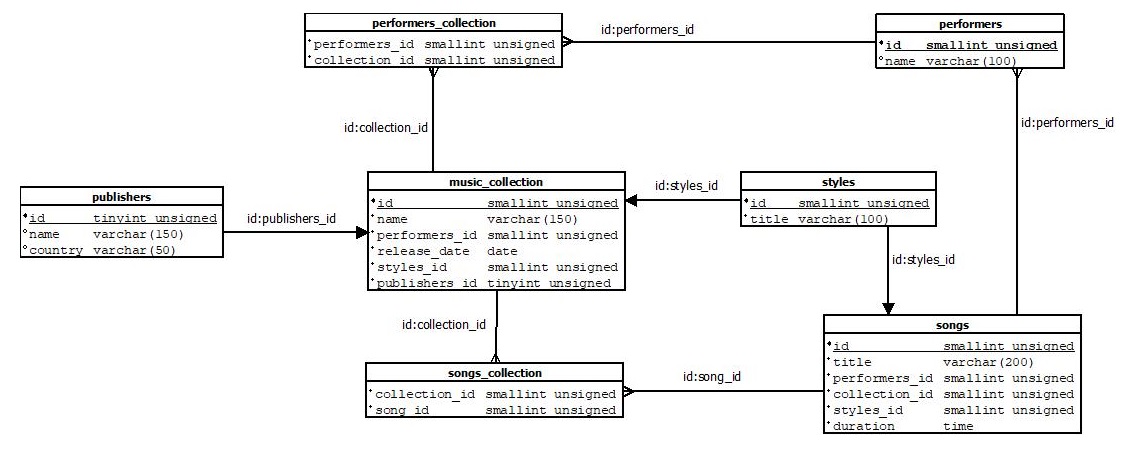 performers_collection
performers_id smallint unsigned
collection_id smallint unsigned
id:performers_id
performers
id smallint unsigned
name varchar(100)
id:collection_id
id:performers_id
publishers
id tinyint unsigned
name varchar(150)
country varchar(50)
id:publishers_id
music_collection
id smallint unsigned
name varchar(150)
performers_id smallint unsigned
release_date date
styles_id smallint unsigned
publishers_id tinyint unsigned
id:styles_id
styles
id smallint unsigned
title varchar(100)
id:styles_id
id:collection_id
songs_collection
collection_id smallint unsigned
song_id smallint unsigned
id:song_id
songs
id smallint unsigned
title varchar(200)
performers_id smallint unsigned
collection_id smallint unsigned
styles_id smallint unsigned
duration time